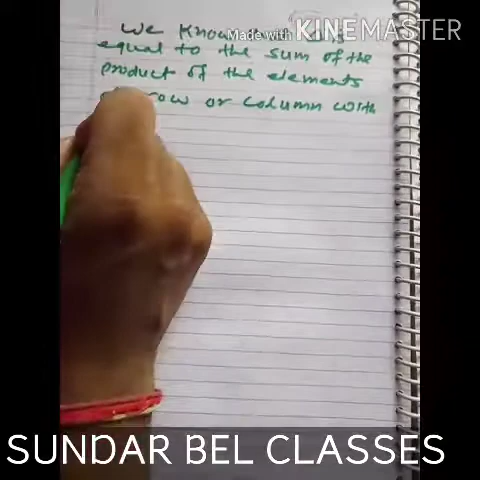 We know
Made with KINEMASTER
equal to the sum of the
product of the elements
row or column with
SUNDAR BEL CLASSES